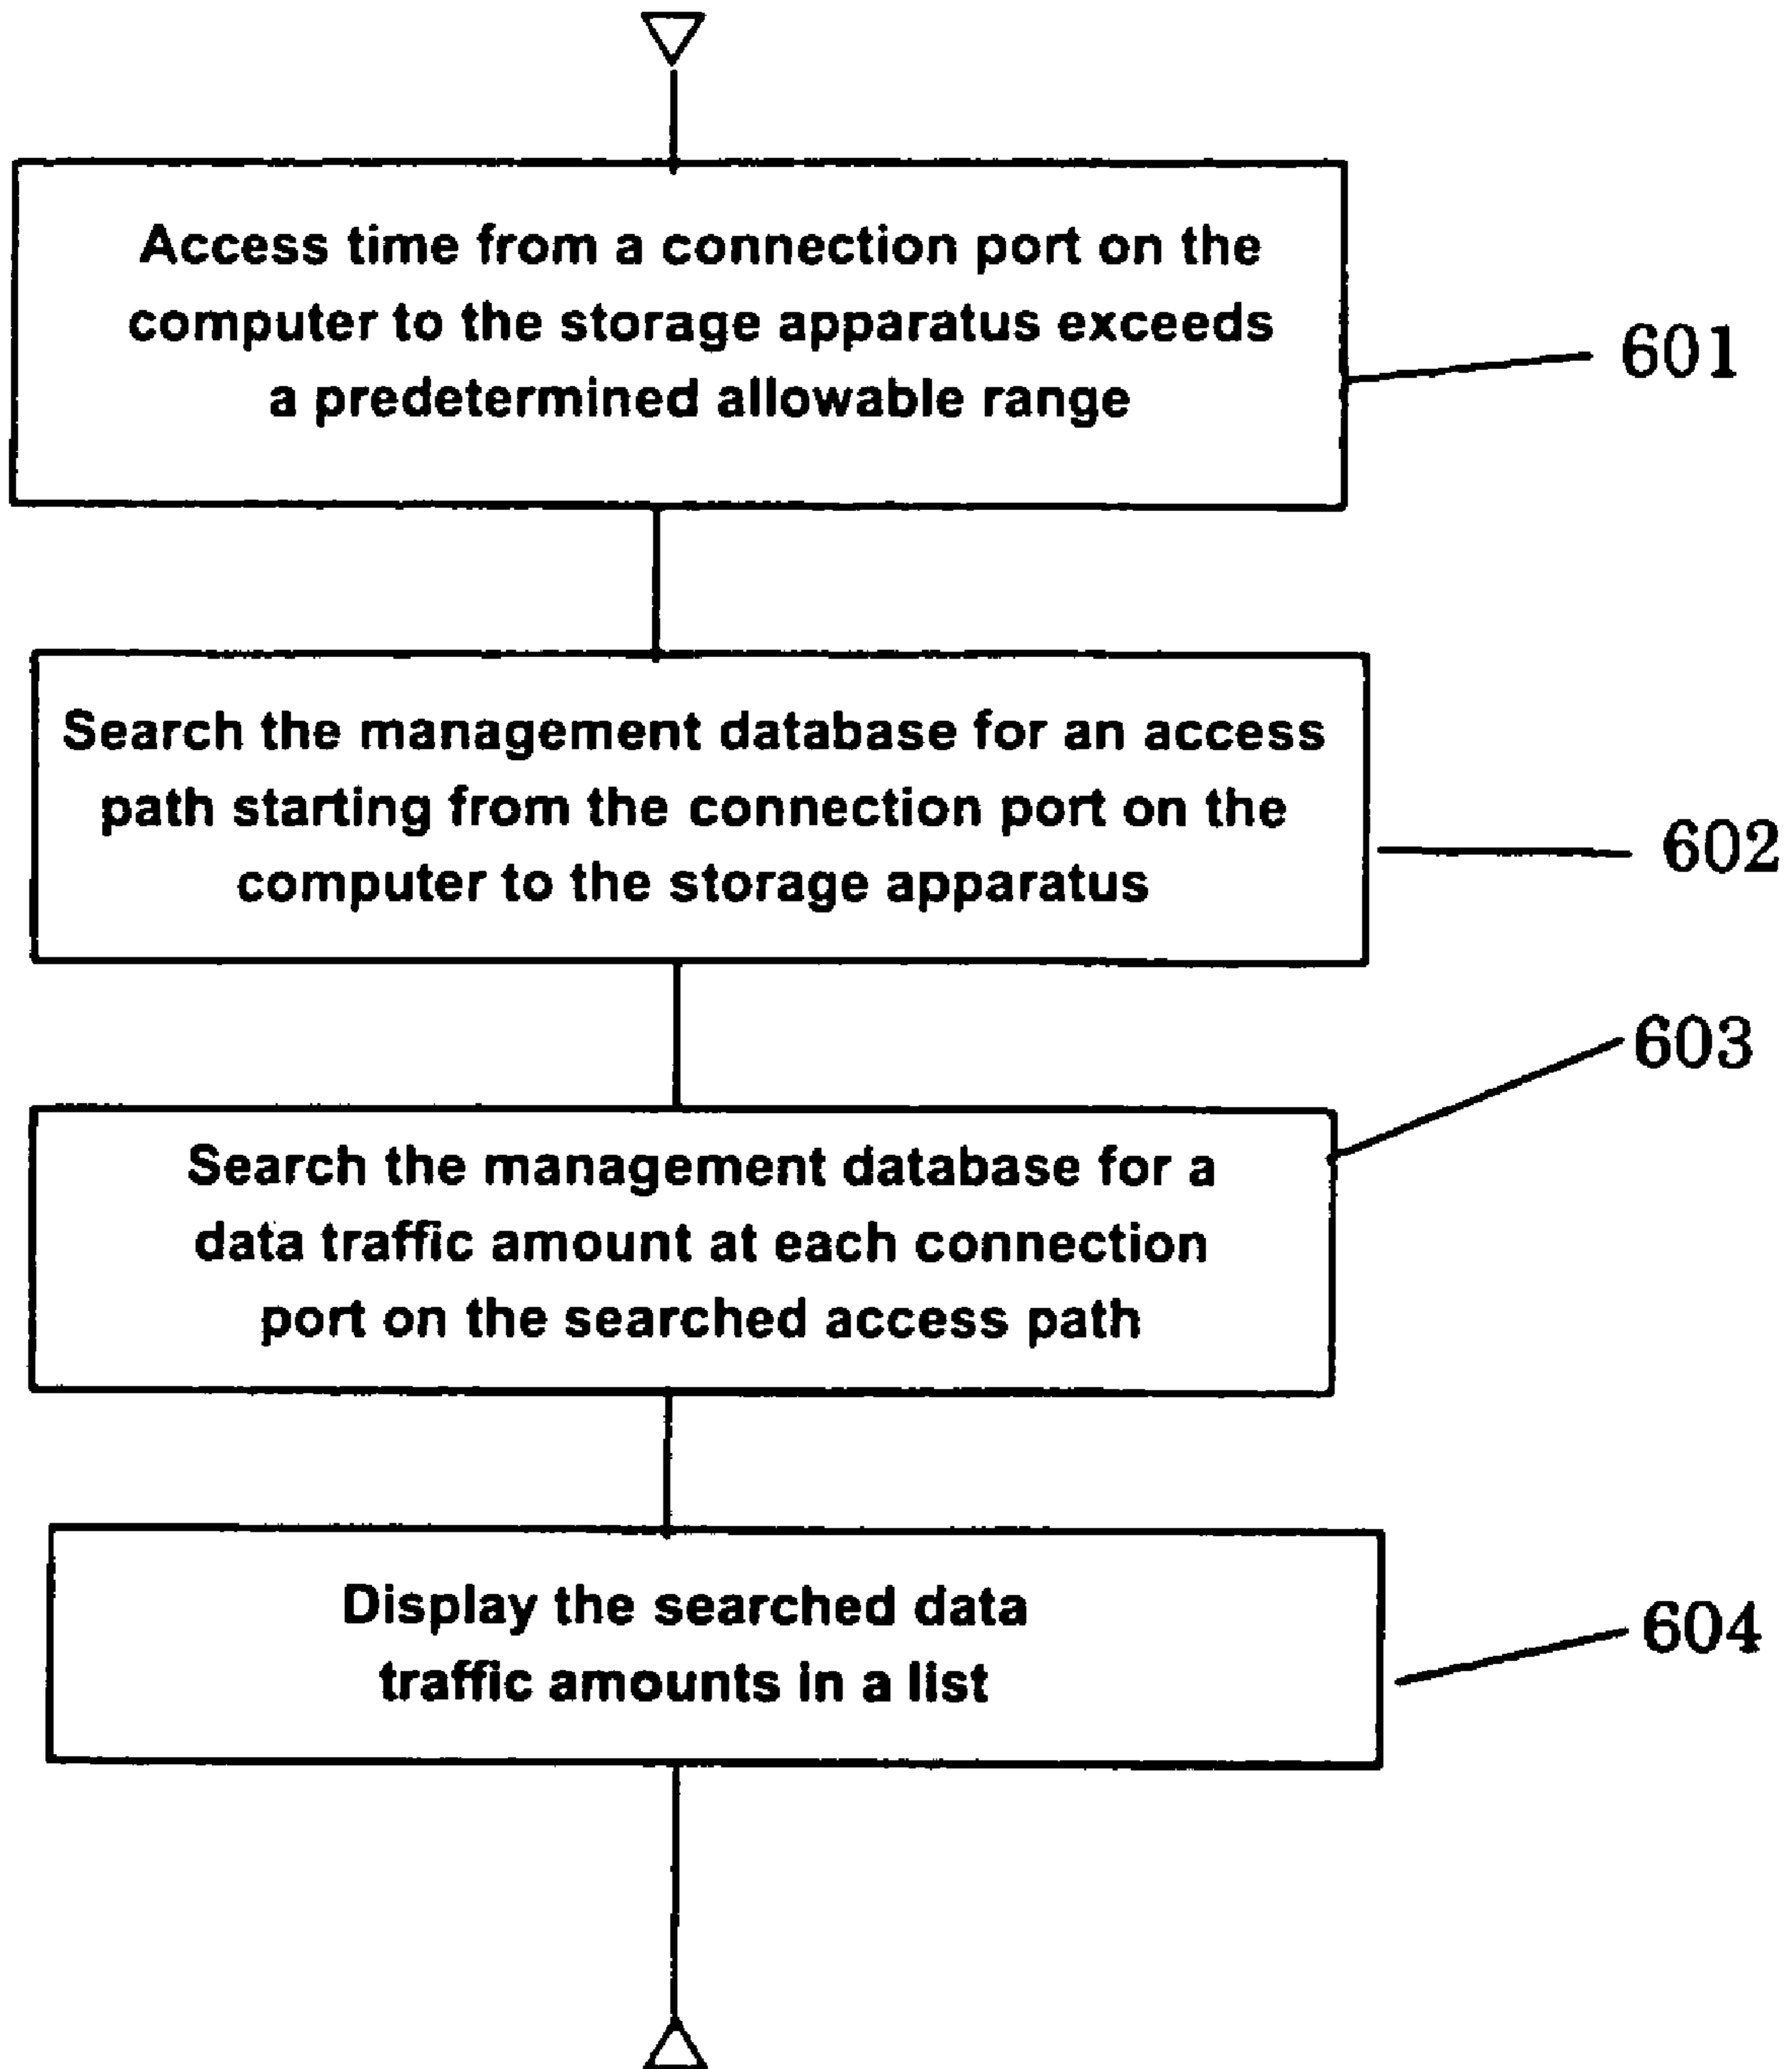 Access time from a connection port on the
computer to the storage apparatus exceeds
a predetermined allowable range
601
Search the management database for an access
path starting from the connection port on the
computer to the storage apparatus
602
603
Search the management database for a
data traffic amount at each connection
port on the searched access path
Display the searched data
traffic amounts in a list
604